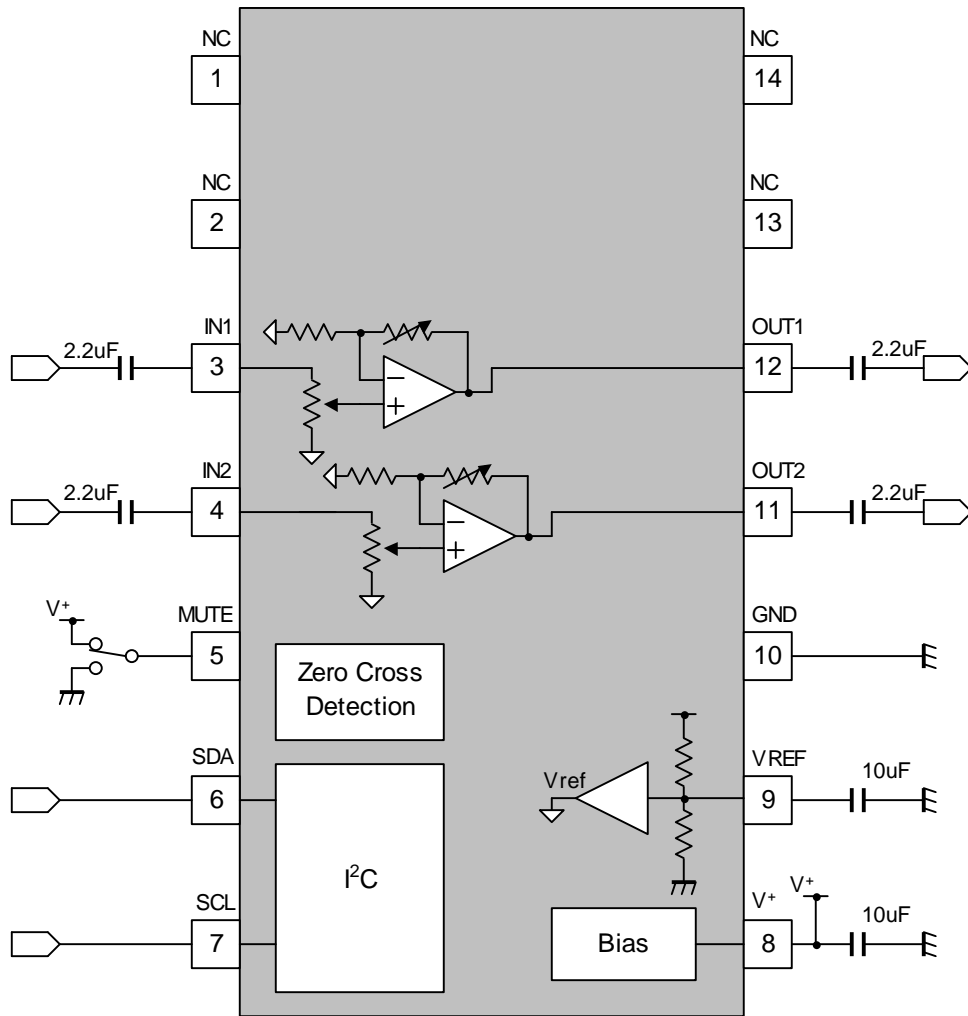 NC
1
NC
14
NC
2
NC
13
IN1
2.2uF
3
−
+
OUT1
12
2.2uF
IN2
2.2uF
4
−
+
OUT2
11
2.2uF
V+
MUTE
5
Zero Cross
Detection
GND
10
SDA
6
I²C
Vref
VREF
9
10uF
SCL
7
Bias
V+
8
V+
10uF